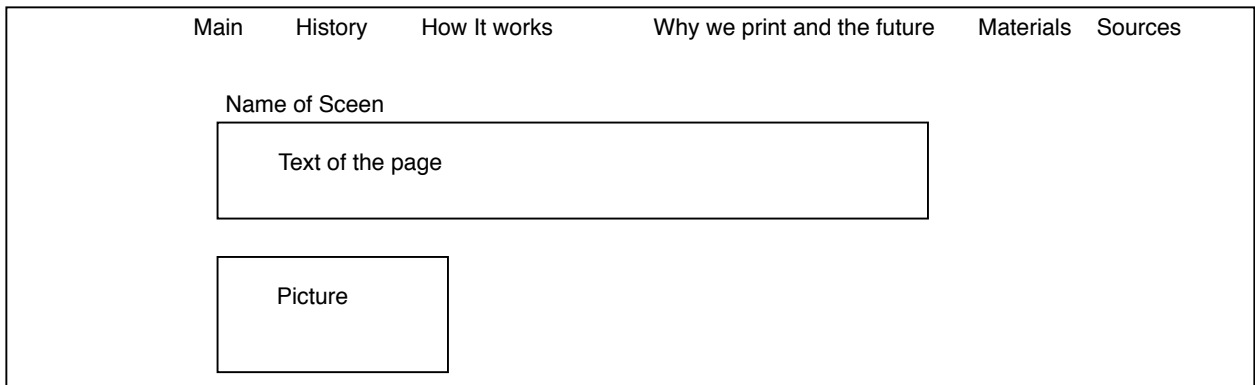 Main History How It works Why we print and the future Materials Sources
Name of Sceen
Text of the page
Picture